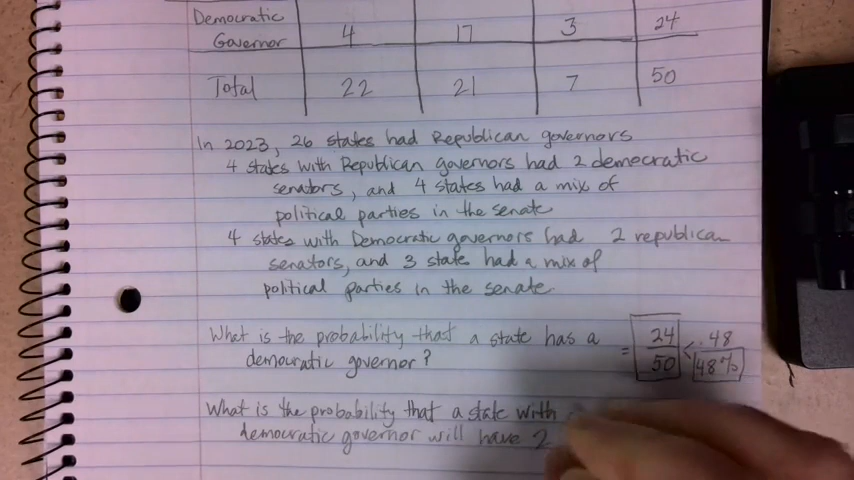 Democratic
Governor 4 17 3 24
Total 22 21 7 50
In 2023, 26 states had Republican governors
4 states with Republican governors had 2 democratic
senators, and 4 states had a mix of
political parties in the senate
4 states with Democratic governors had 2 republican
senators, and 3 state had a mix of
political parties in the senate
What is the probability that a state has a
democratic governor? = 24/50 < .48
48%
What is the probability that a state with
democratic governor will have 2